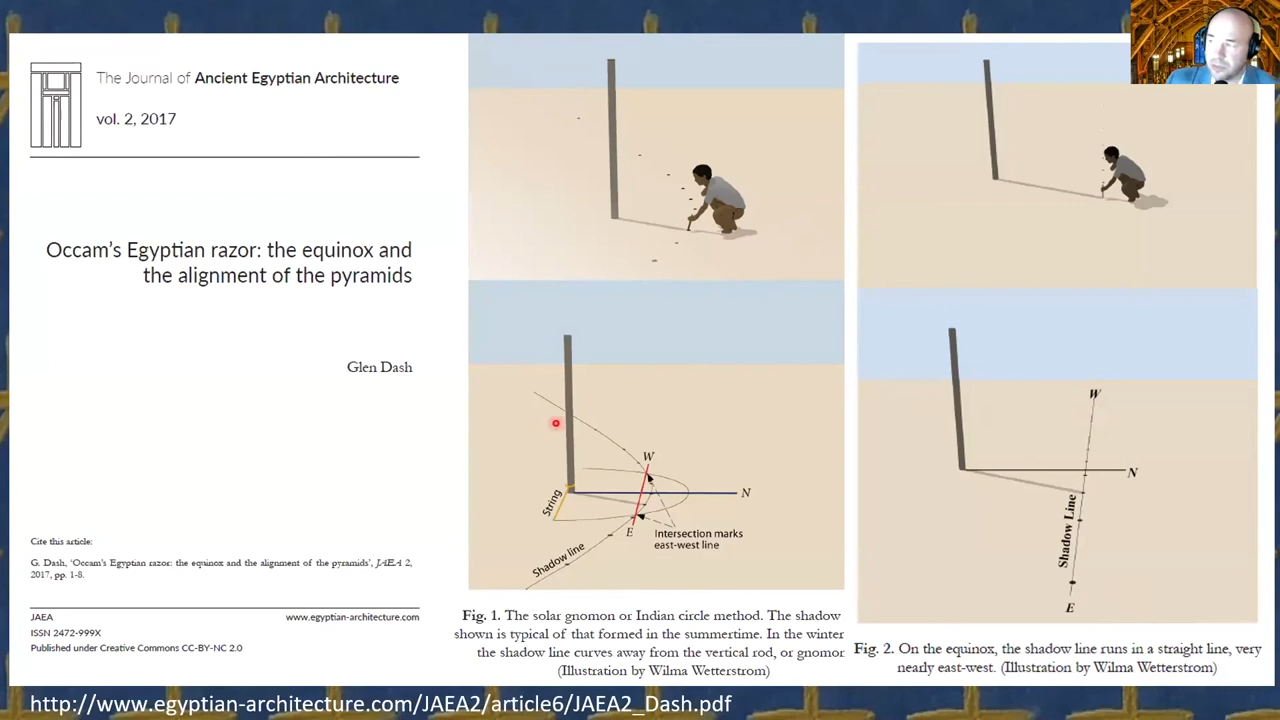 The Journal of Ancient Egyptian Architecture
vol. 2, 2017
Occam's Egyptian razor: the equinox and
the alignment of the pyramids
Glen Dash
Cite this article:
G. Dash, 'Occam's Egyptian razor: the equinox and the alignment of the pyramids', JAEA 2,
2017, pp. 1-8.
JAEA
www.egyptian-architecture.com
ISSN 2472-999X
Published under Creative Commons CC-BY-NC 2.0
W
N
String
E
Intersection marks
east-west line
Shadow line
Fig. 1. The solar gnomon or Indian circle method. The shadow
shown is typical of that formed in the summertime. In the winter
the shadow line curves away from the vertical rod, or gnomon
(Illustration by Wilma Wetterstrom)
W
N
Shadow Line
E
Fig. 2. On the equinox, the shadow line runs in a straight line, very
nearly east-west. (Illustration by Wilma Wetterstrom)
http://www.egyptian-architecture.com/JAEA2/article6/JAEA2_Dash.pdf